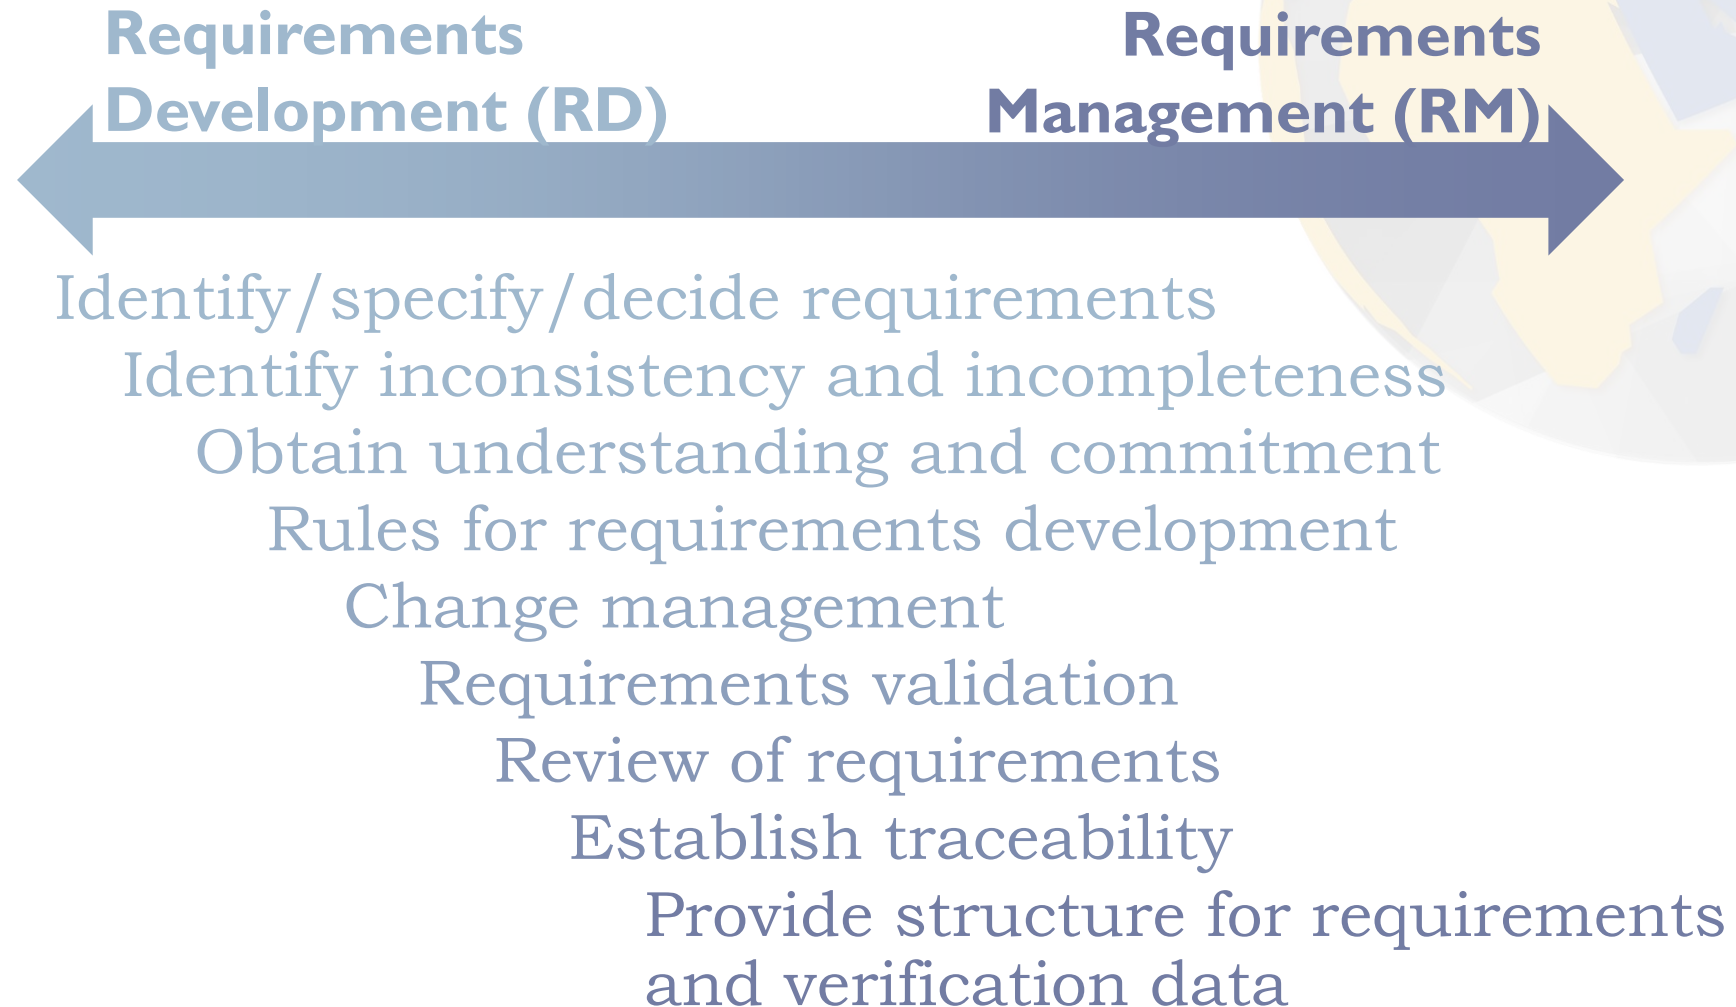 Requirements
Development (RD)
Requirements
Management (RM)
Identify/specify/decide requirements
Identify inconsistency and incompleteness
Obtain understanding and commitment
Rules for requirements development
Change management
Requirements validation
Review of requirements
Establish traceability
Provide structure for requirements
and verification data